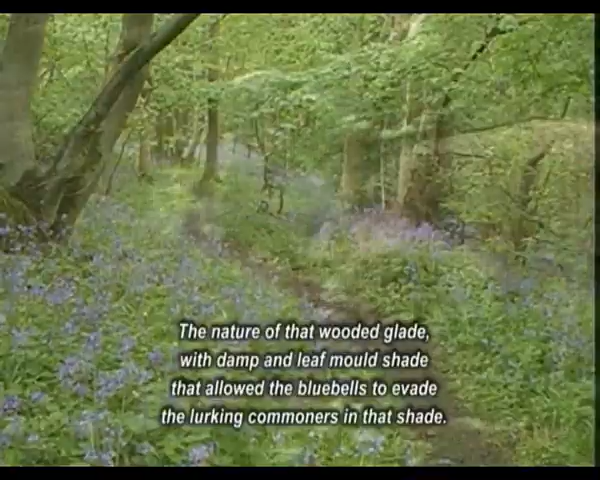 The nature of that wooded glade,
with damp and leaf mould shade
that allowed the bluebells to evade
the lurking commoners in that shade.